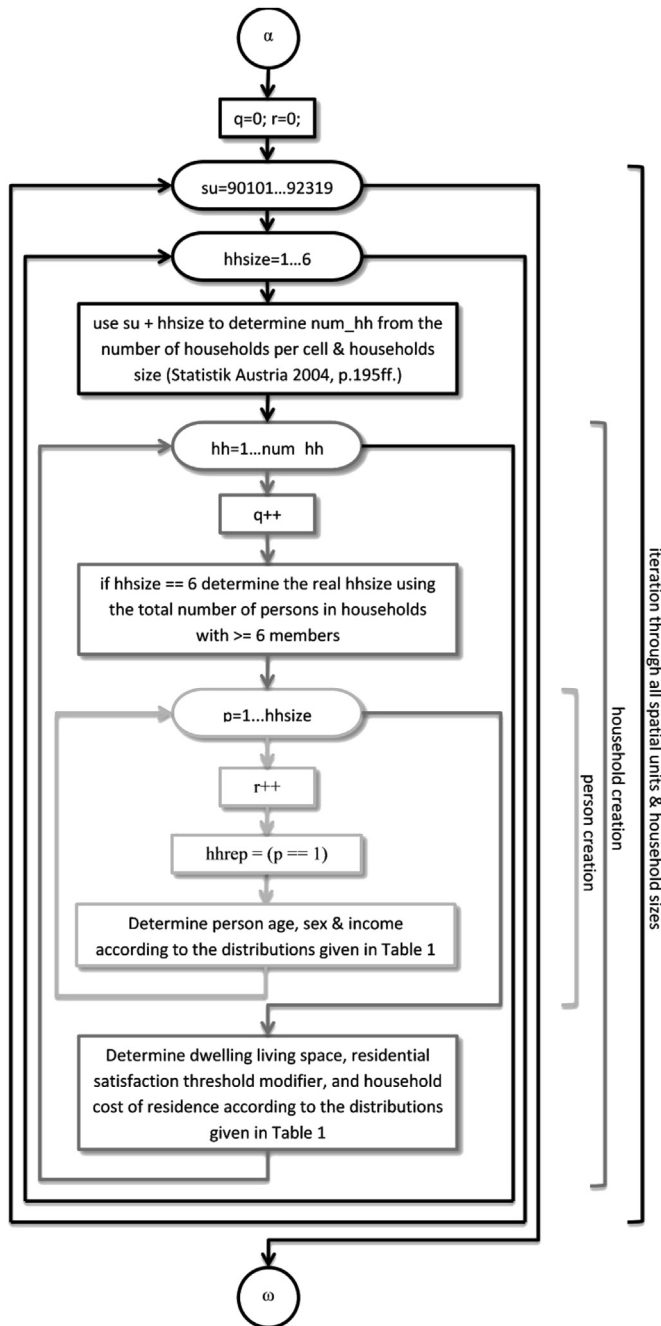 α
q=0; r=0;
su=90101...92319
hhsize=1...6
use su + hhsize to determine num_hh from the
number of households per cell & households
size (Statistik Austria 2004, p.195ff.)
hh=1...num hh
q++
if hhsize == 6 determine the real hhsize using
the total number of persons in households
with >= 6 members
p=1...hhsize
r++
hhrep = (p == 1)
Determine person age, sex & income
according to the distributions given in Table 1
Determine dwelling living space, residential
satisfaction threshold modifier, and household
cost of residence according to the distributions
given in Table 1
ω
person creation
household creation
iteration through all spatial units & household sizes